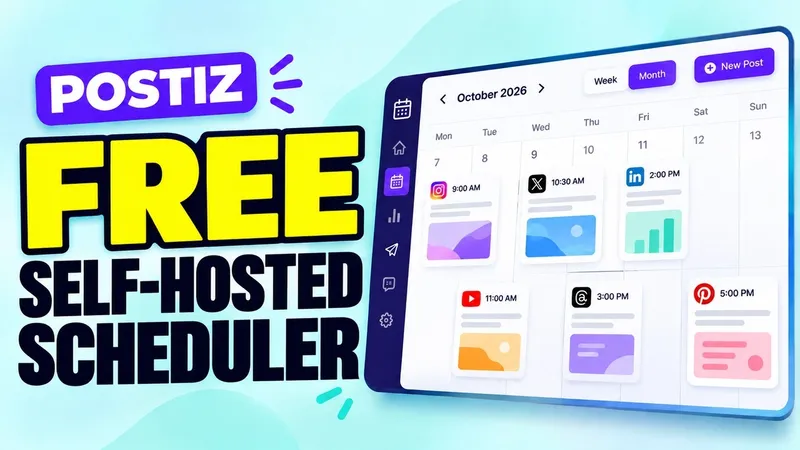 POSTIZ
FREE
SELF-HOSTED
SCHEDULER
October 2026
Week
Month
New Post
Mon
Tue
Wed
Thu
Fri
Sat
Sun
7
8
9
10
11
12
13
9:00 AM
10:30 AM
2:00 PM
11:00 AM
3:00 PM
5:00 PM